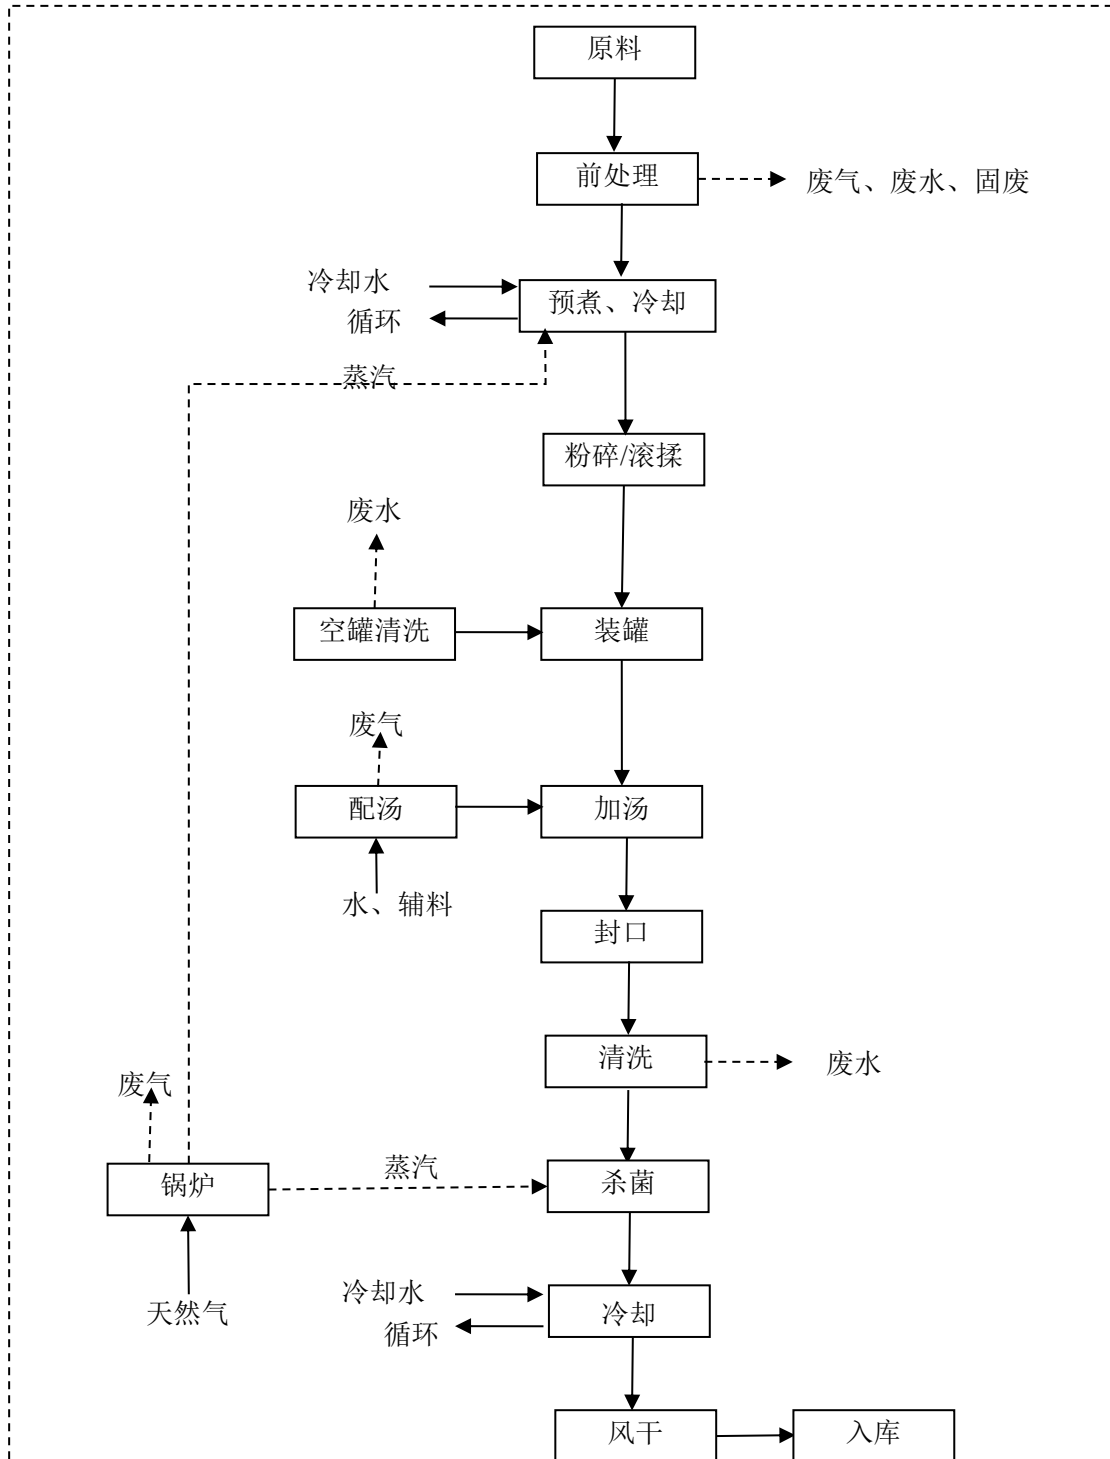 原料
前处理
废气、废水、固废
冷却水
预煮、冷却
循环
蒸汽
粉碎/滚揉
废水
空罐清洗
装罐
废气
配汤
加汤
水、辅料
封口
清洗
废水
废气
蒸汽
锅炉
杀菌
冷却水
冷却
天然气
循环
风干
入库